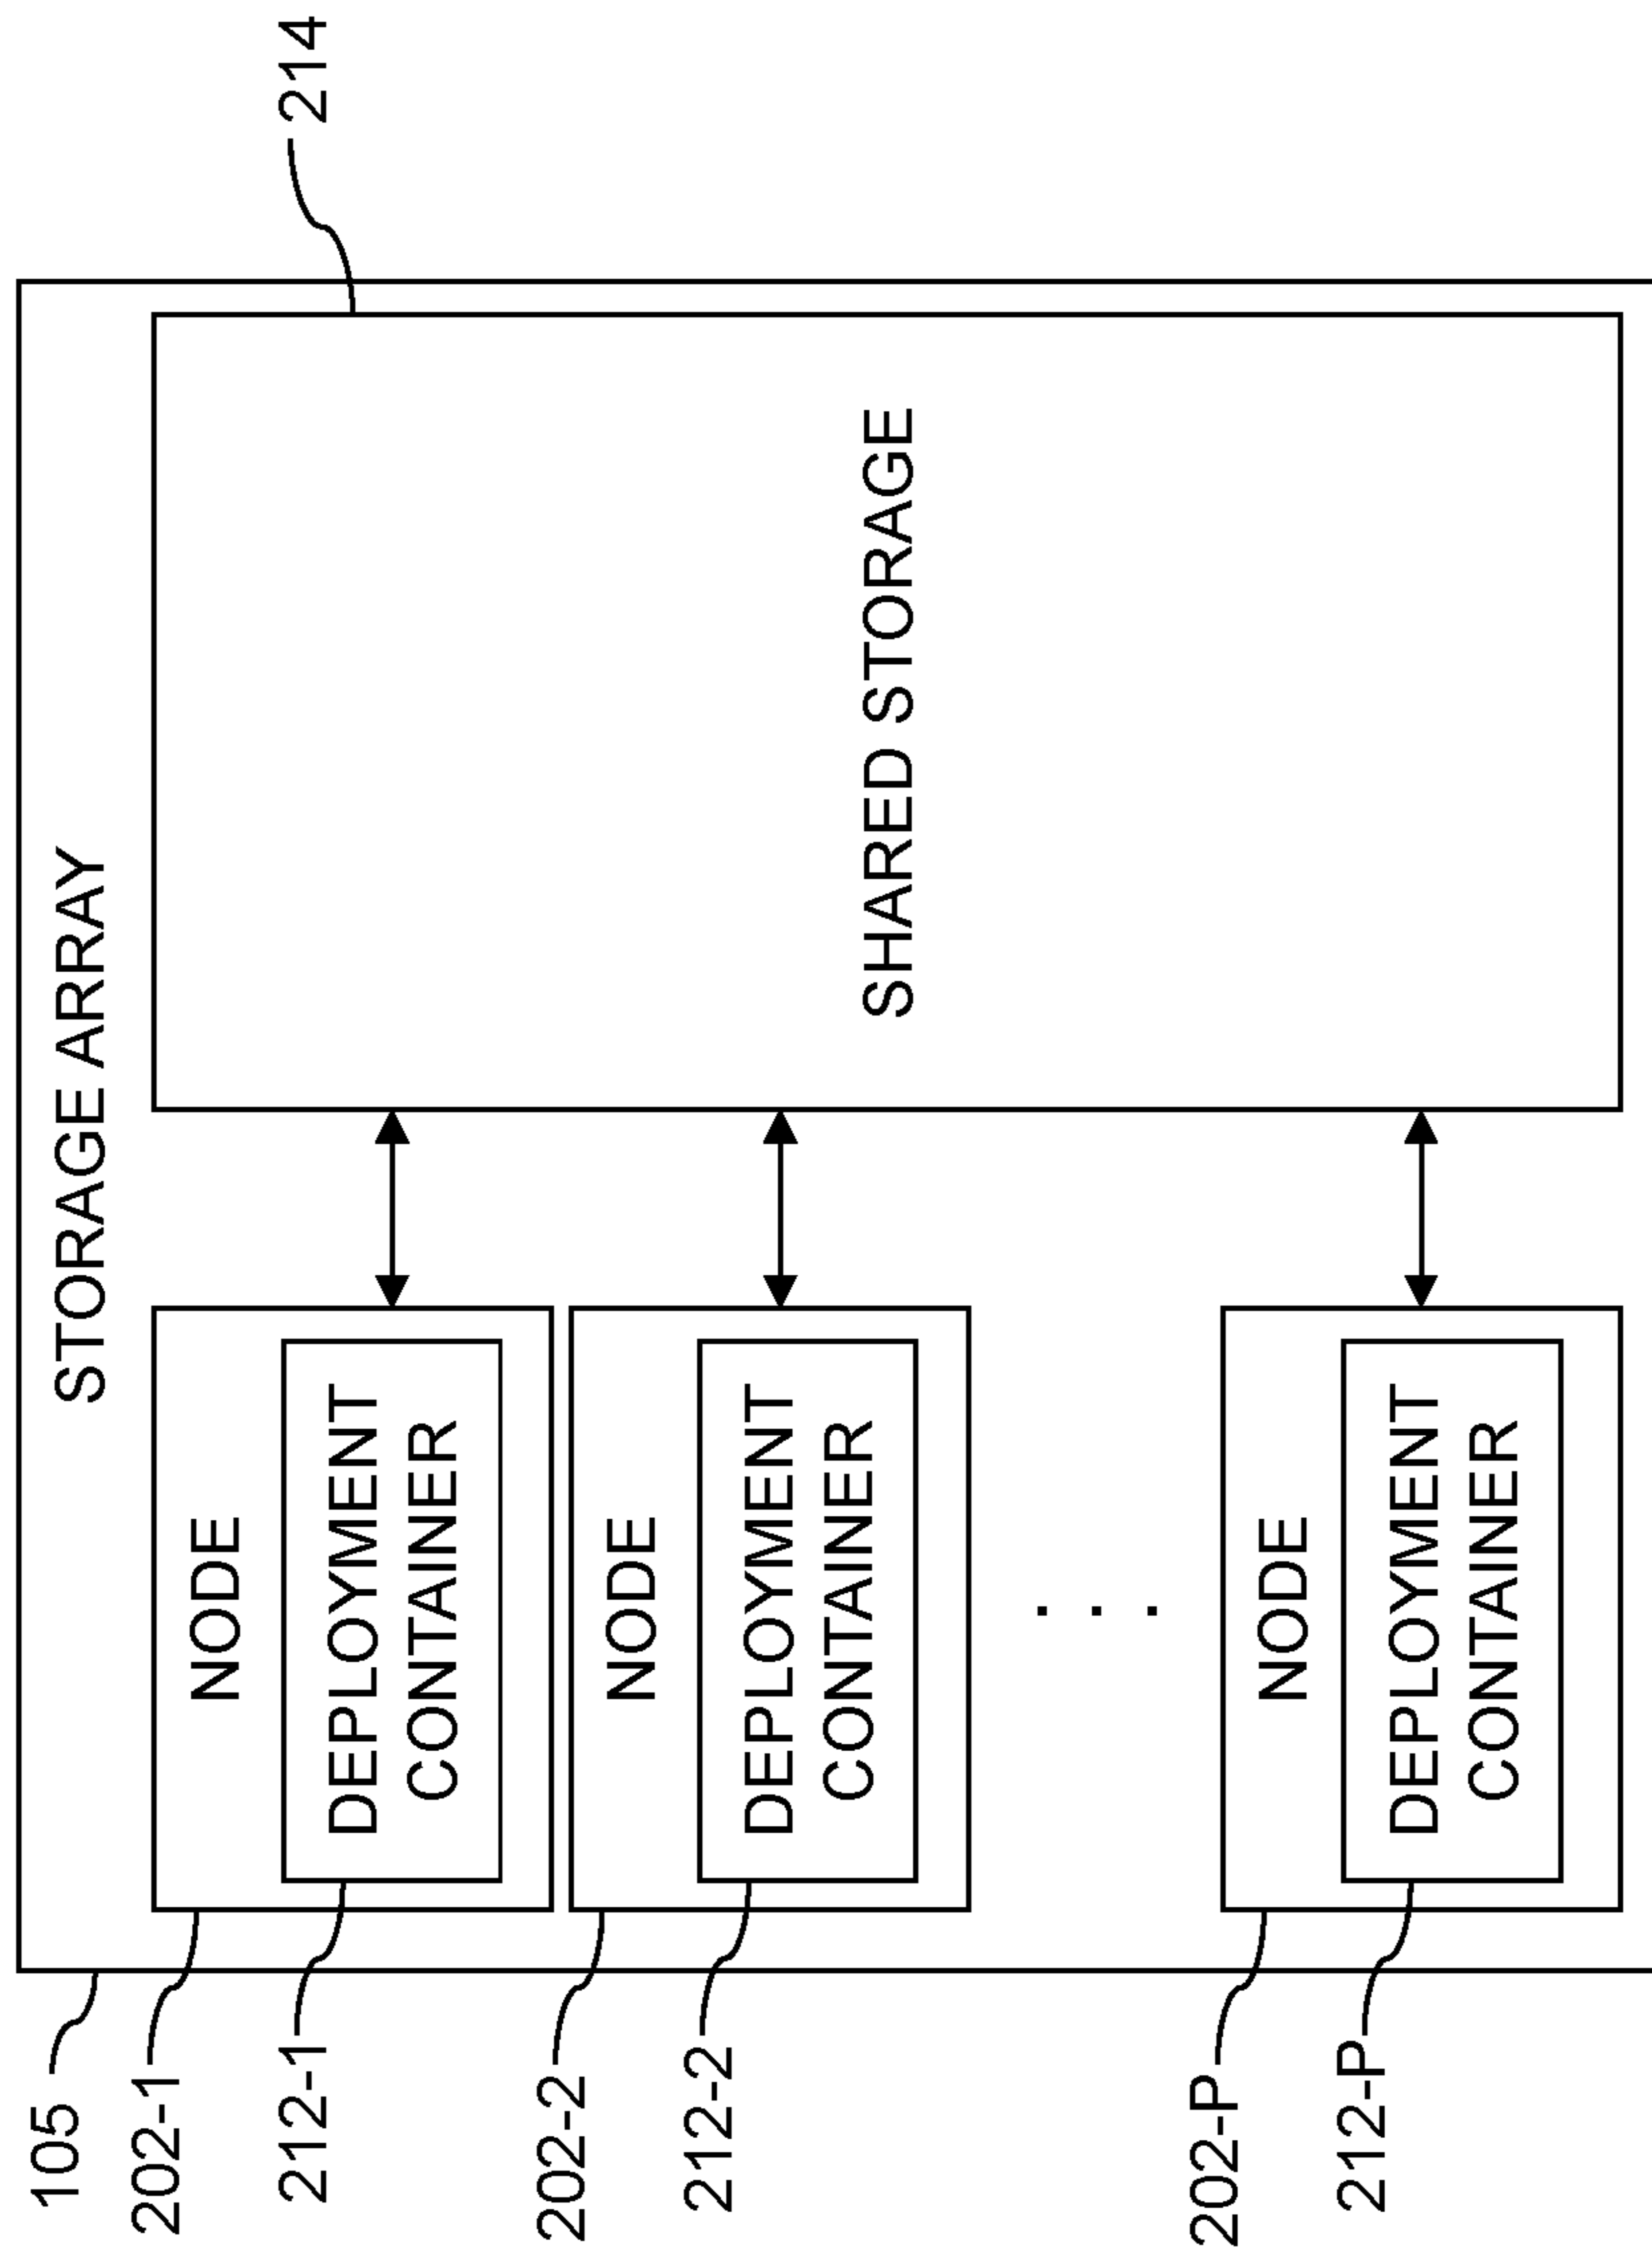 105
STORAGE ARRAY
202-1
NODE
212-1
DEPLOYMENT
CONTAINER
214
202-2
NODE
212-2
DEPLOYMENT
CONTAINER
SHARED STORAGE
. . .
202-P
NODE
212-P
DEPLOYMENT
CONTAINER